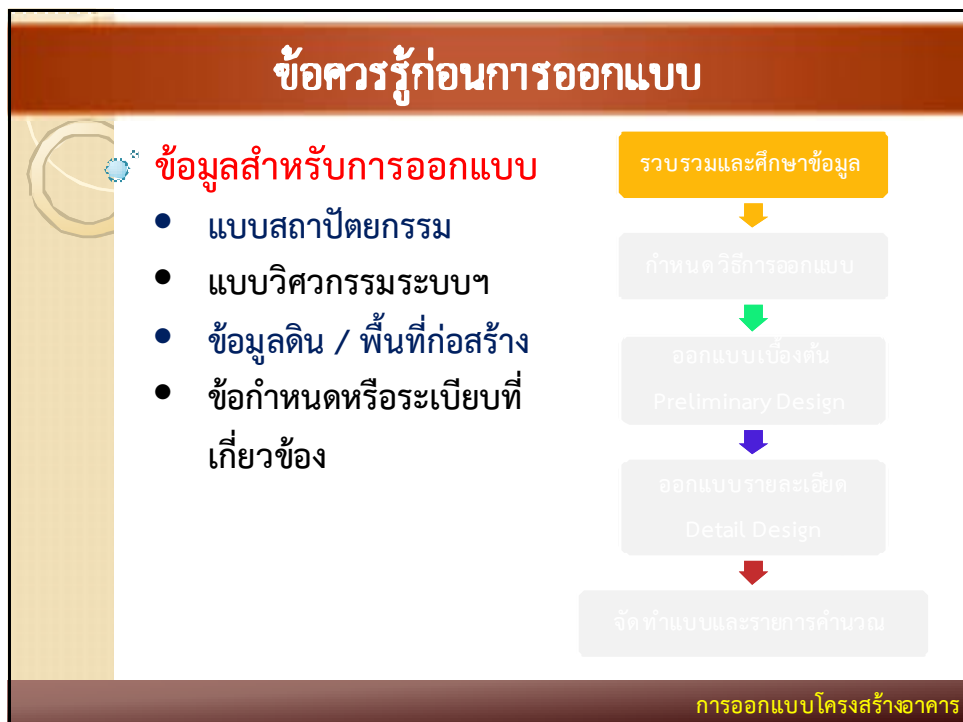 ข้อควรรู้ก่อนการออกแบบ
ข้อมูลสำหรับการออกแบบ
แบบสถาปัตยกรรม
แบบวิศวกรรมระบบฯ
ข้อมูลดิน / พื้นที่ก่อสร้าง
ข้อกำหนดหรือระเบียบที่
เกี่ยวข้อง
รวบรวมและศึกษาข้อมูล
กำหนด วิธีการออกแบบ
ออกแบบเบื้องต้น
Preliminary Design
ออกแบบรายละเอียด
Detail Design
จัดทำแบบและรายการคำนวณ
การออกแบบโครงสร้างอาคาร